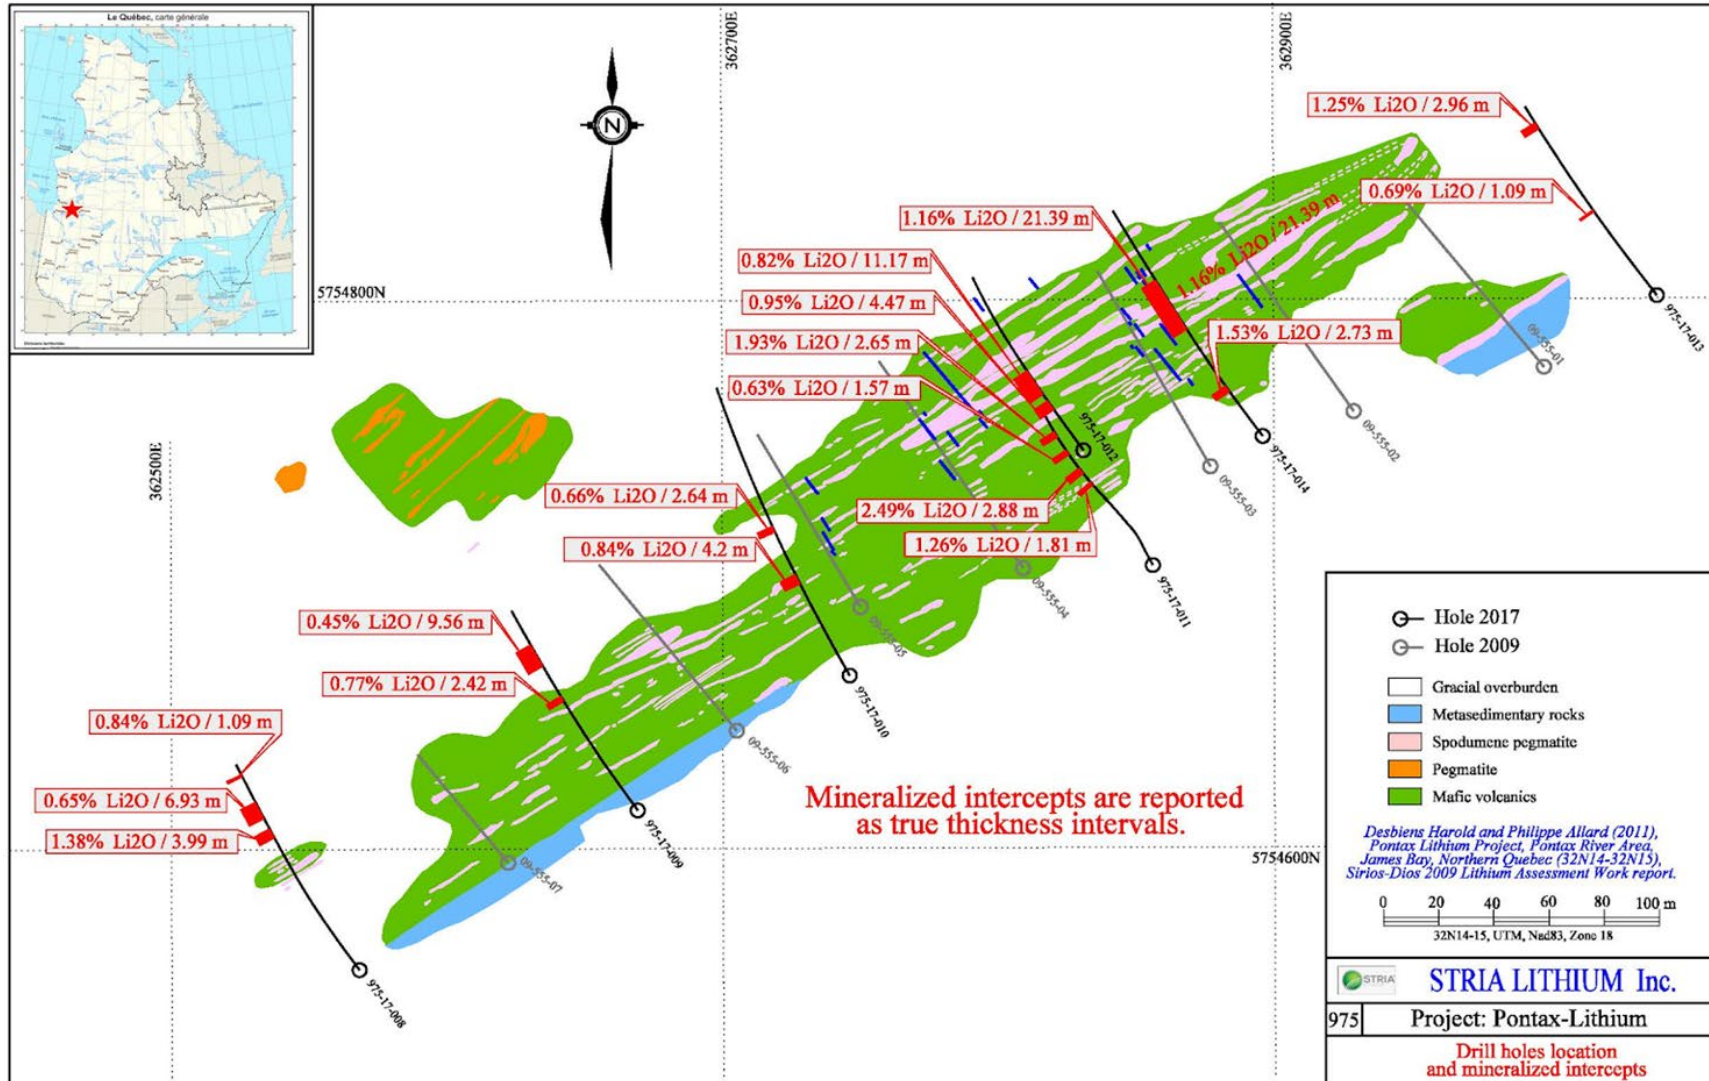 Le Québec, carte générale
362700E
362900E
1.25% Li2O / 2.96 m
0.69% Li2O / 1.09 m
1.16% Li2O / 21.39 m
1.16% Li2O / 21.39 m
0.82% Li2O / 11.17 m
0.95% Li2O / 4.47 m
1.93% Li2O / 2.65 m
0.63% Li2O / 1.57 m
1.53% Li2O / 2.73 m
N
5754800N
362500E
975-17-013
09-555-01
09-555-02
975-17-014
09-555-03
975-17-012
2.49% Li2O / 2.88 m
1.26% Li2O / 1.81 m
0.66% Li2O / 2.64 m
0.84% Li2O / 4.2 m
09-555-04
975-17-011
09-555-05
975-17-010
0.45% Li2O / 9.56 m
0.77% Li2O / 2.42 m
09-555-06
975-17-009
0.84% Li2O / 1.09 m
0.65% Li2O / 6.93 m
1.38% Li2O / 3.99 m
09-555-07
975-17-008
5754600N
Mineralized intercepts are reported
as true thickness intervals.
Hole 2017
Hole 2009
Gracial overburden
Metasedimentary rocks
Spodumene pegmatite
Pegmatite
Mafic volcanics
Desbiens Harold and Philippe Allard (2011),
Pontax Lithium Project, Pontax River Area,
James Bay, Northern Quebec (32N14-32N15),
Sirios-Dios 2009 Lithium Assessment Work report.
0 20 40 60 80 100 m
32N14-15, UTM, Nad83, Zone 18
STRIA
STRIA LITHIUM Inc.
975
Project: Pontax-Lithium
Drill holes location
and mineralized intercepts